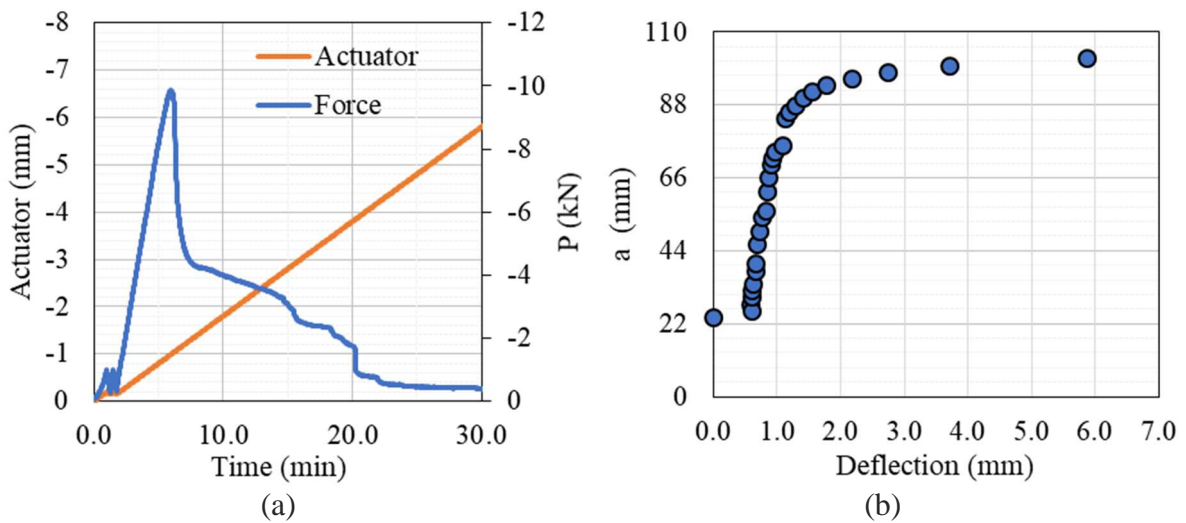 -8
-7
-6
-5
-4
-3
-2
-1
0
Actuator (mm)
Actuator
Force
-12
-10
-8
-6
-4
-2
0
P (kN)
0.0 10.0 20.0 30.0
Time (min)
(a)
110
88
66
44
22
0
a (mm)
0.0 1.0 2.0 3.0 4.0 5.0 6.0 7.0
Deflection (mm)
(b)